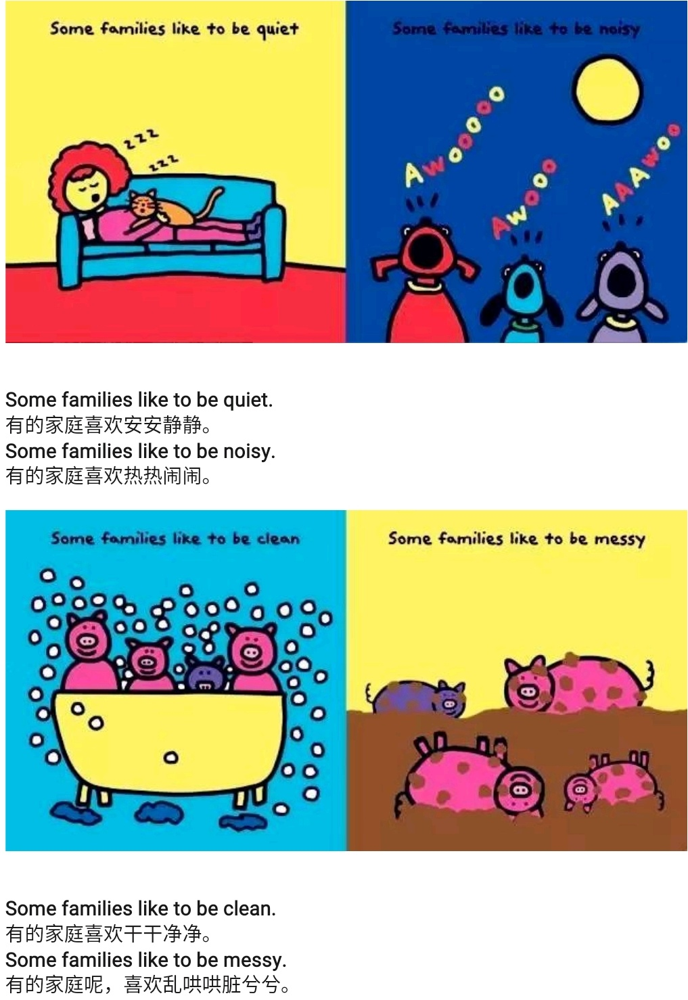 Some families like to be quiet
Some families like to be noisy
zzz
zzz
Awoooo
Awooo
AAAwoo
Some families like to be quiet.
有的家庭喜欢安安静静。
Some families like to be noisy.
有的家庭喜欢热热闹闹。
Some families like to be clean
Some families like to be messy
Some families like to be clean.
有的家庭喜欢干干净净。
Some families like to be messy.
有的家庭呢，喜欢乱哄哄脏兮兮。